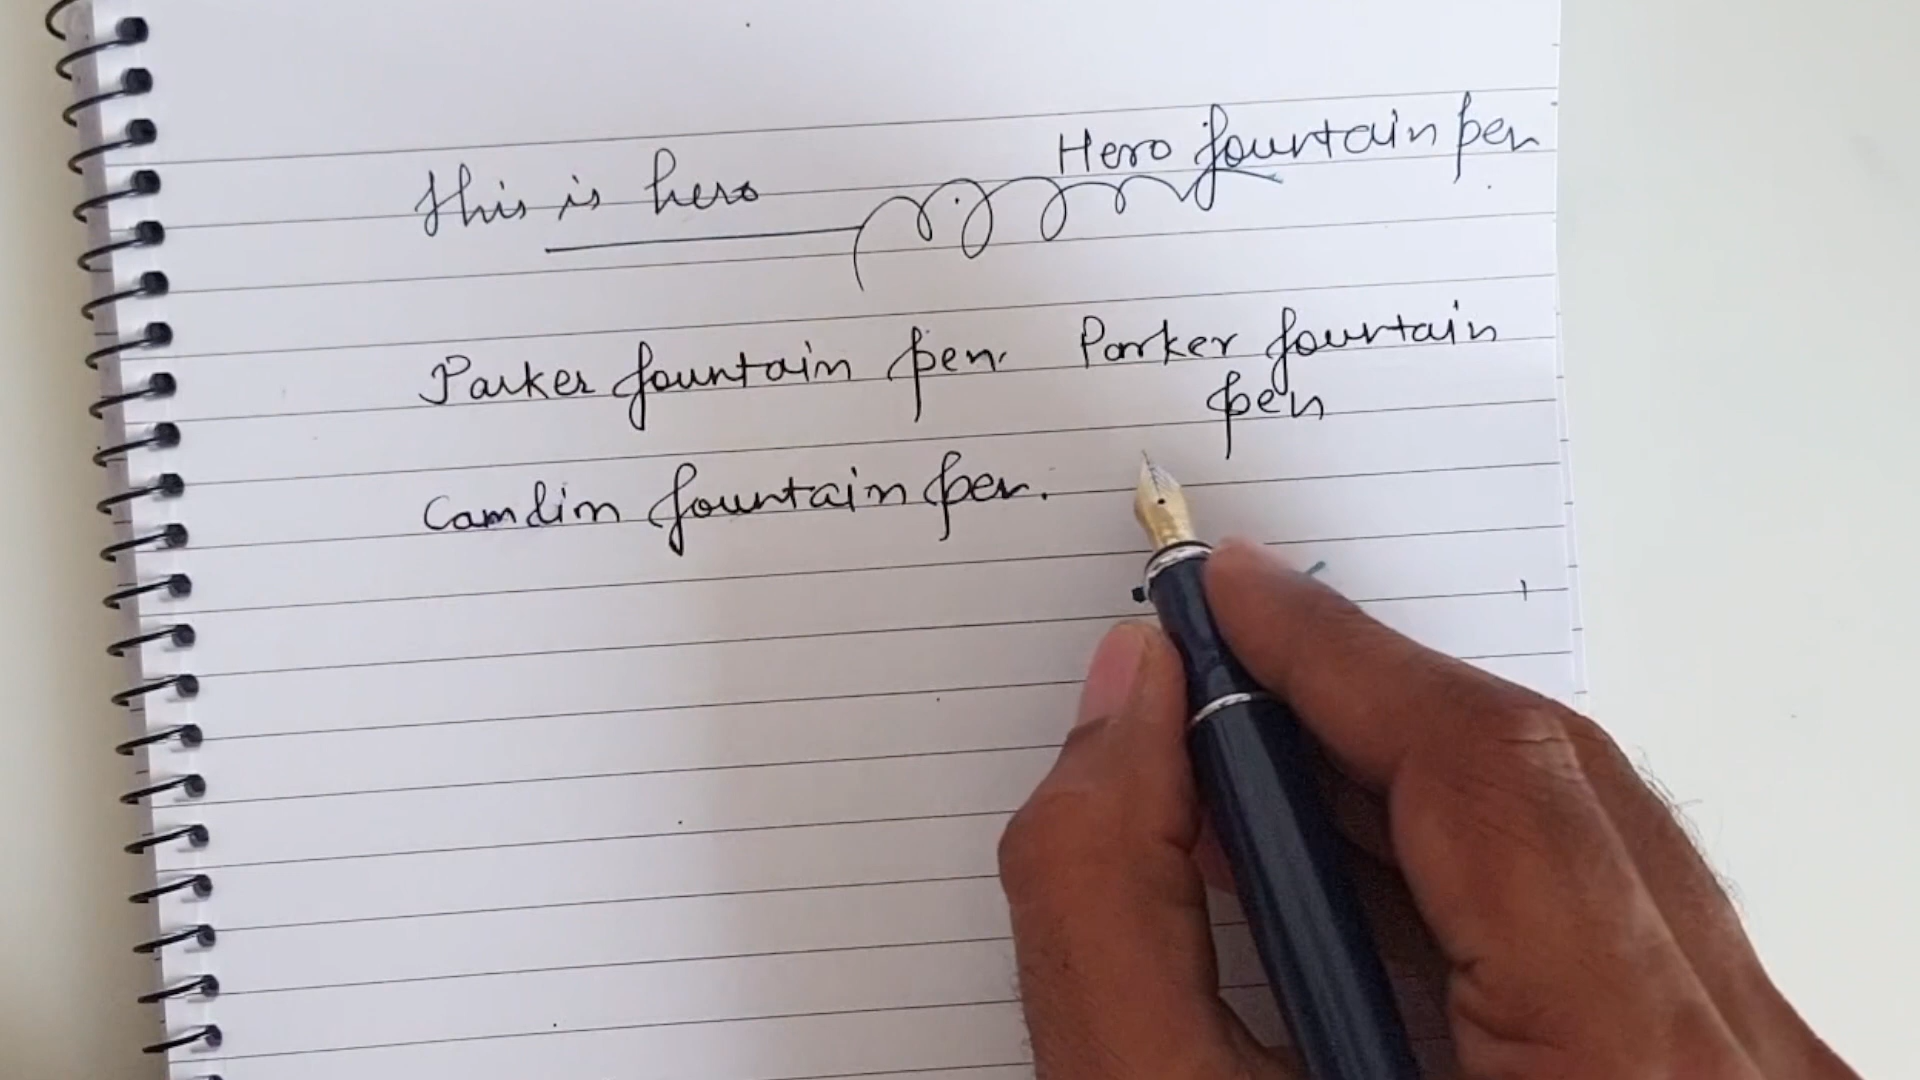 This is hero
Hero fountain pen
Parker fountain pen. Parker fountain
pen
Camlin fountain pen.